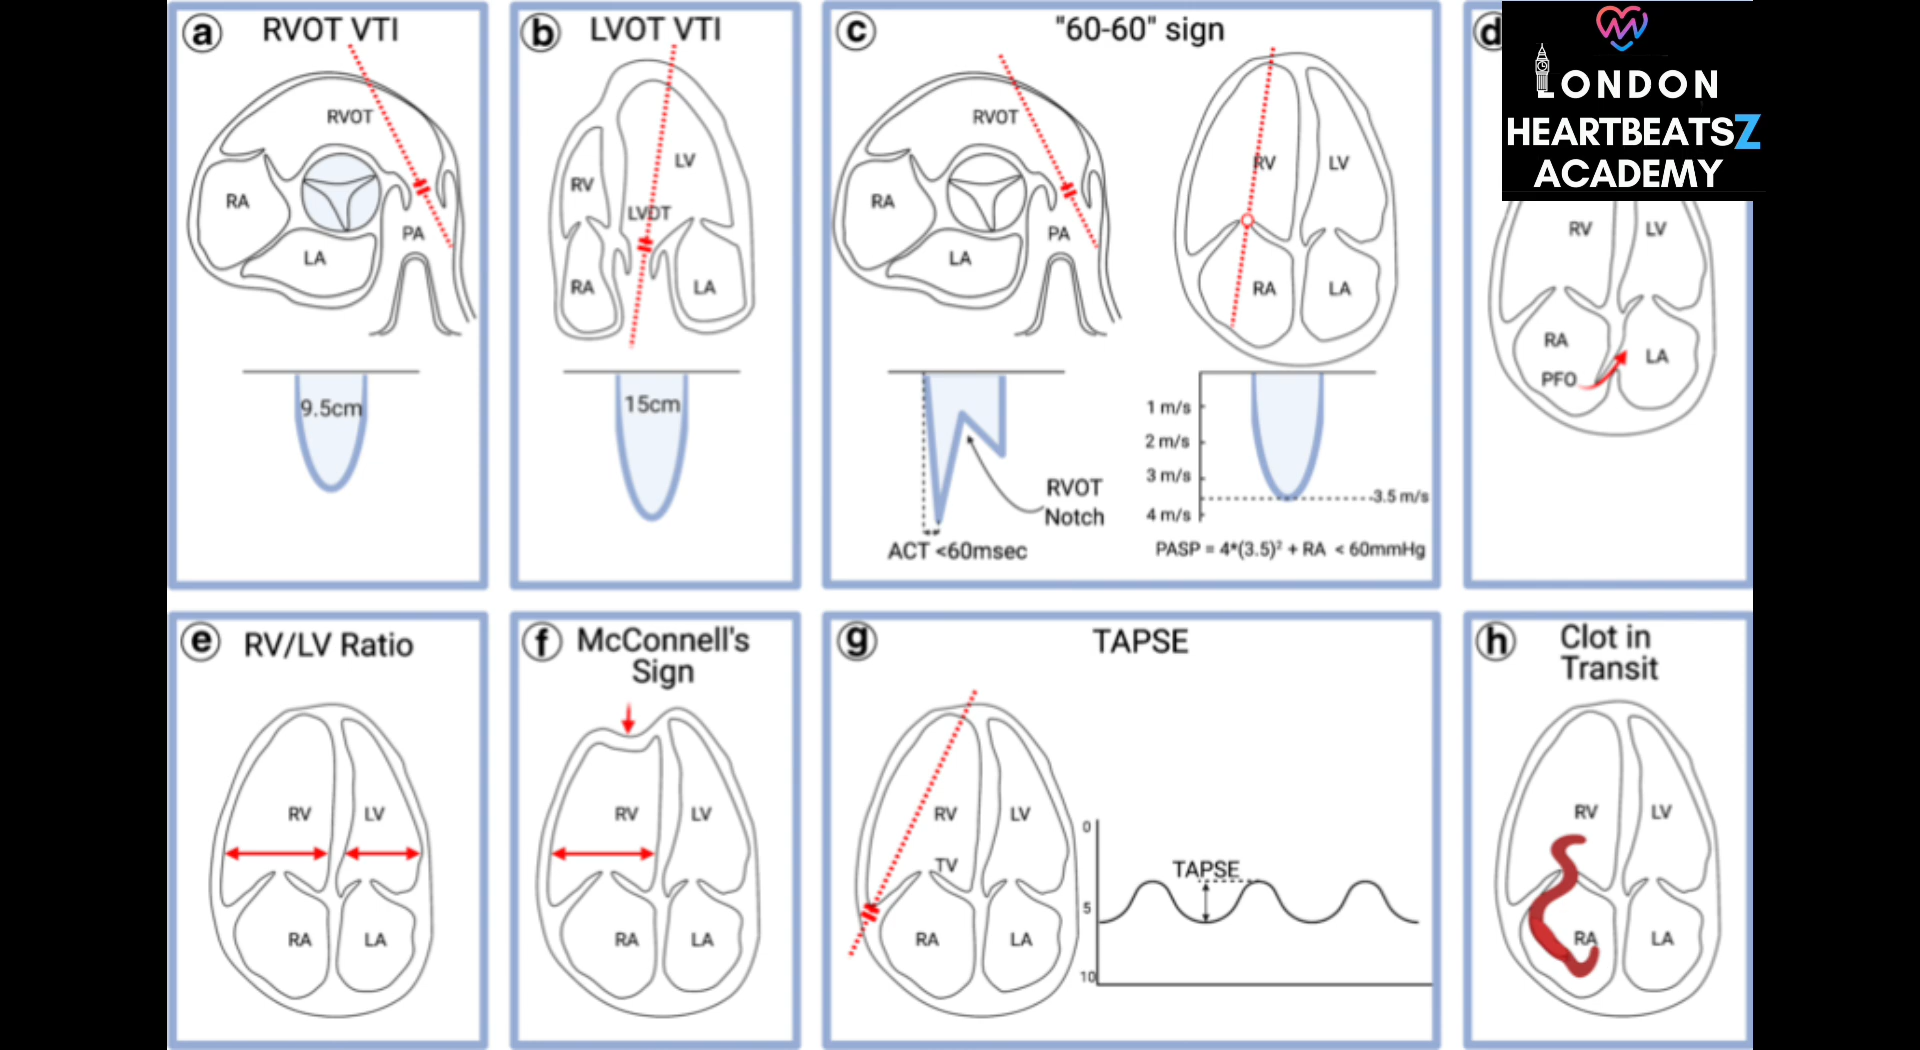 a RVOT VTI
RVOT
RA
LA
PA
9.5cm
b LVOT VTI
LV
RV
LVOT
RA
LA
15cm
c "60-60" sign
RVOT
RA
LA
PA
RV
LV
RA
LA
RVOT
Notch
ACT <60msec
1 m/s
2 m/s
3 m/s
3.5 m/s
4 m/s
PASP = 4*(3.5)² + RA < 60mmHg
d
LONDON
HEARTBEATSZ
ACADEMY
RV
LV
RA
LA
PFO
e RV/LV Ratio
RV
LV
RA
LA
f McConnell's
Sign
RV
LV
RA
LA
g TAPSE
RV
LV
TV
RA
LA
0
5
10
TAPSE
h Clot in
Transit
RV
LV
RA
LA